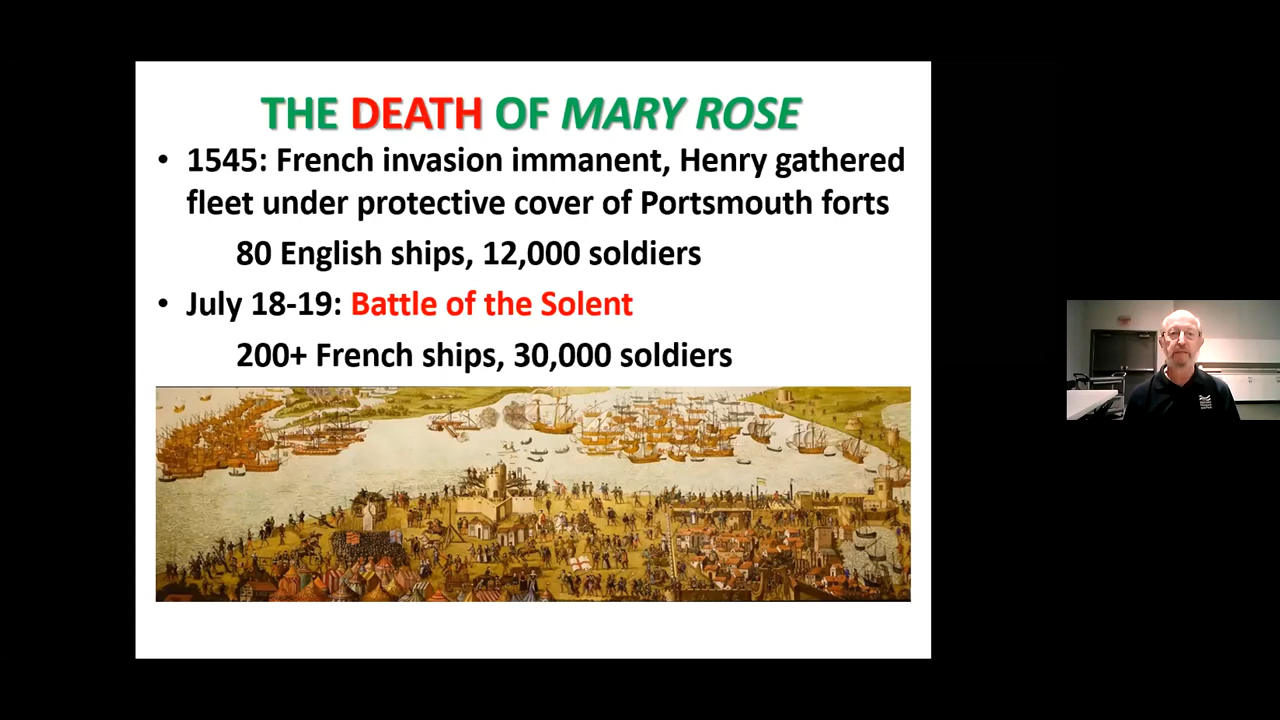 THE DEATH OF MARY ROSE
• 1545: French invasion immanent, Henry gathered
fleet under protective cover of Portsmouth forts
80 English ships, 12,000 soldiers
• July 18-19: Battle of the Solent
200+ French ships, 30,000 soldiers